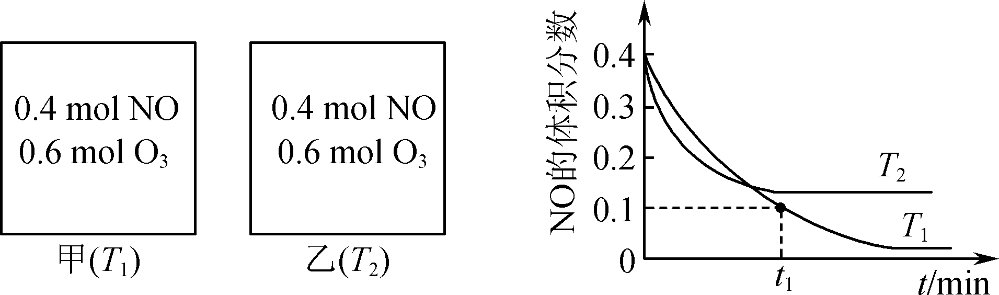 0.4 mol NO
0.6 mol O₃
甲(T₁)
0.4 mol NO
0.6 mol O₃
乙(T₂)
NO的体积分数
0.4
0.3
0.2
0.1
0
T₂
T₁
t₁
t/min